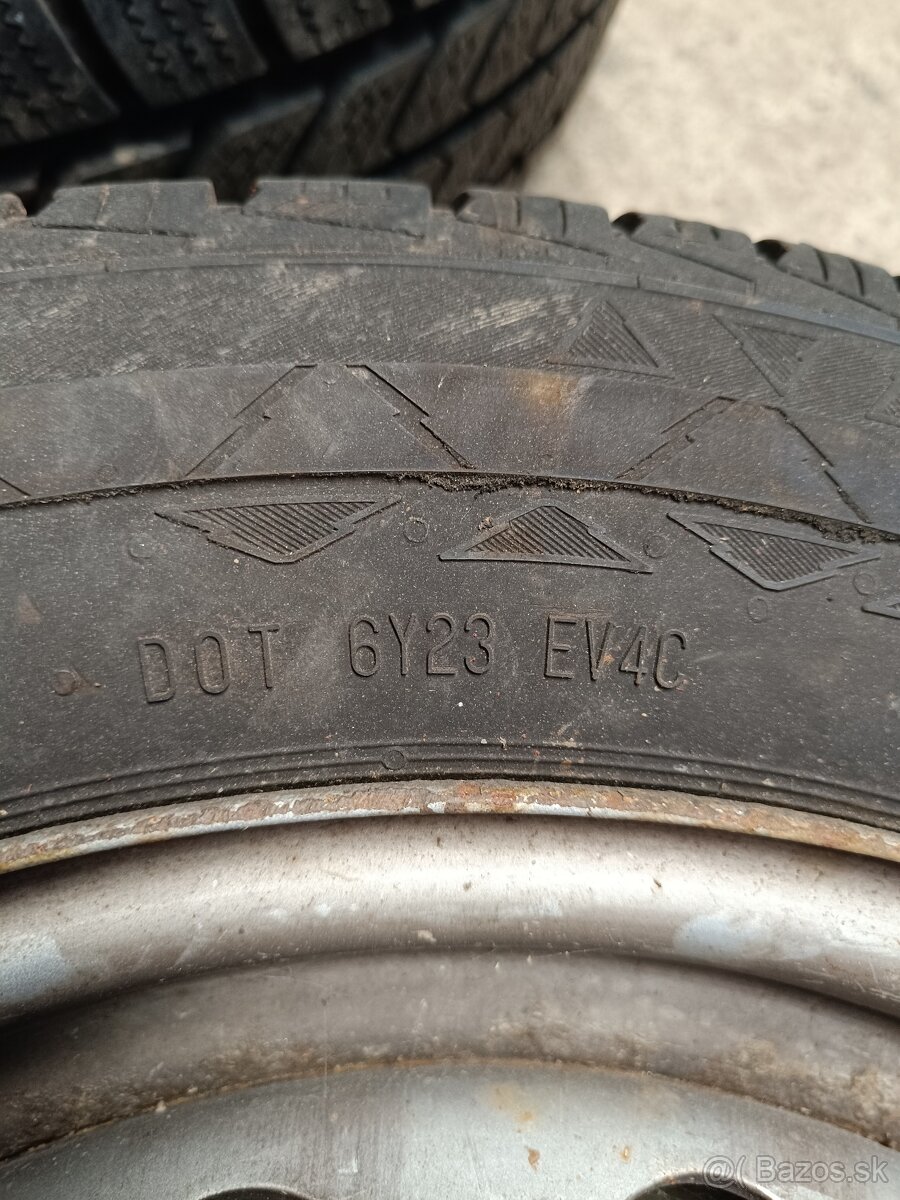 DOT 6Y23 EV4C
@( Bazos.sk